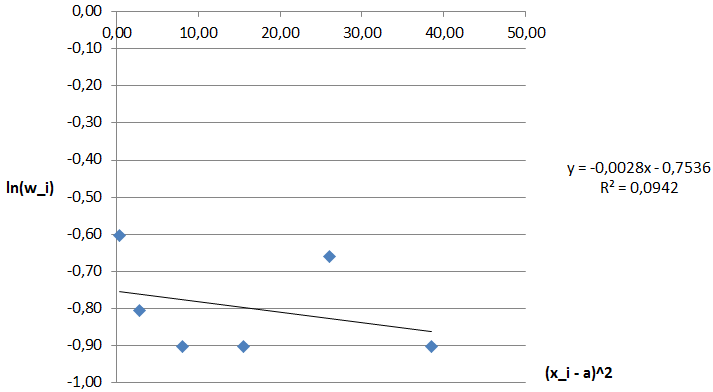 0,00
0,00 10,00 20,00 30,00 40,00 50,00
-0,10
-0,20
-0,30
-0,40
y = -0,0028x - 0,7536
R² = 0,0942
ln(w_i)
-0,50
-0,60
-0,70
-0,80
-0,90
-1,00
(x_i - a)^2